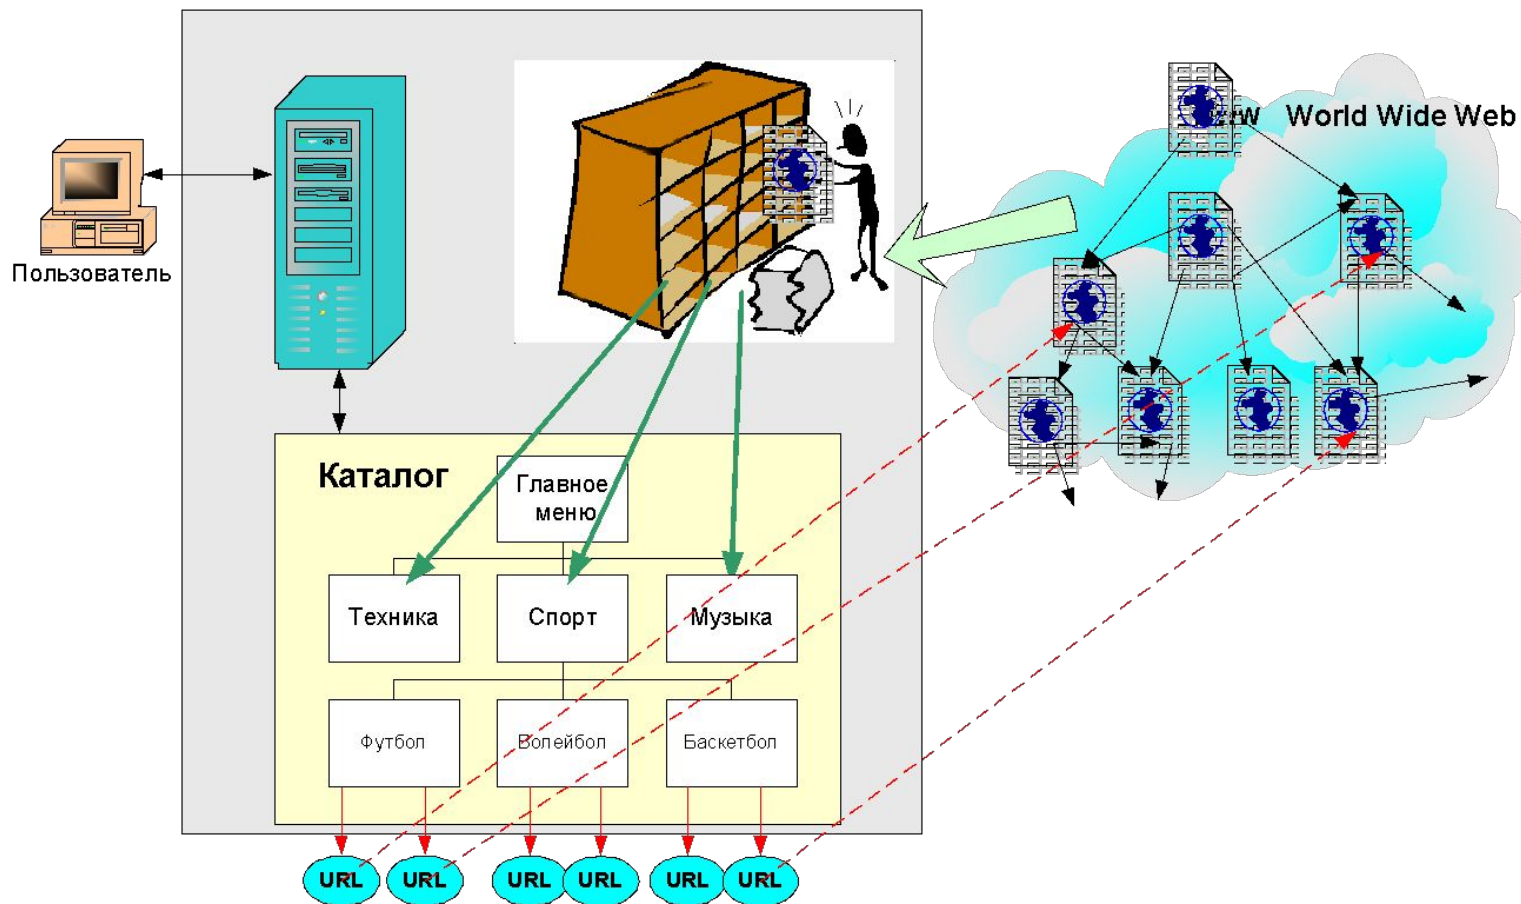 World Wide Web
Пользователь
Каталог
Главное
меню
Техника
Спорт
Музыка
Футбол
Волейбол
Баскетбол
URL
URL
URL
URL
URL
URL